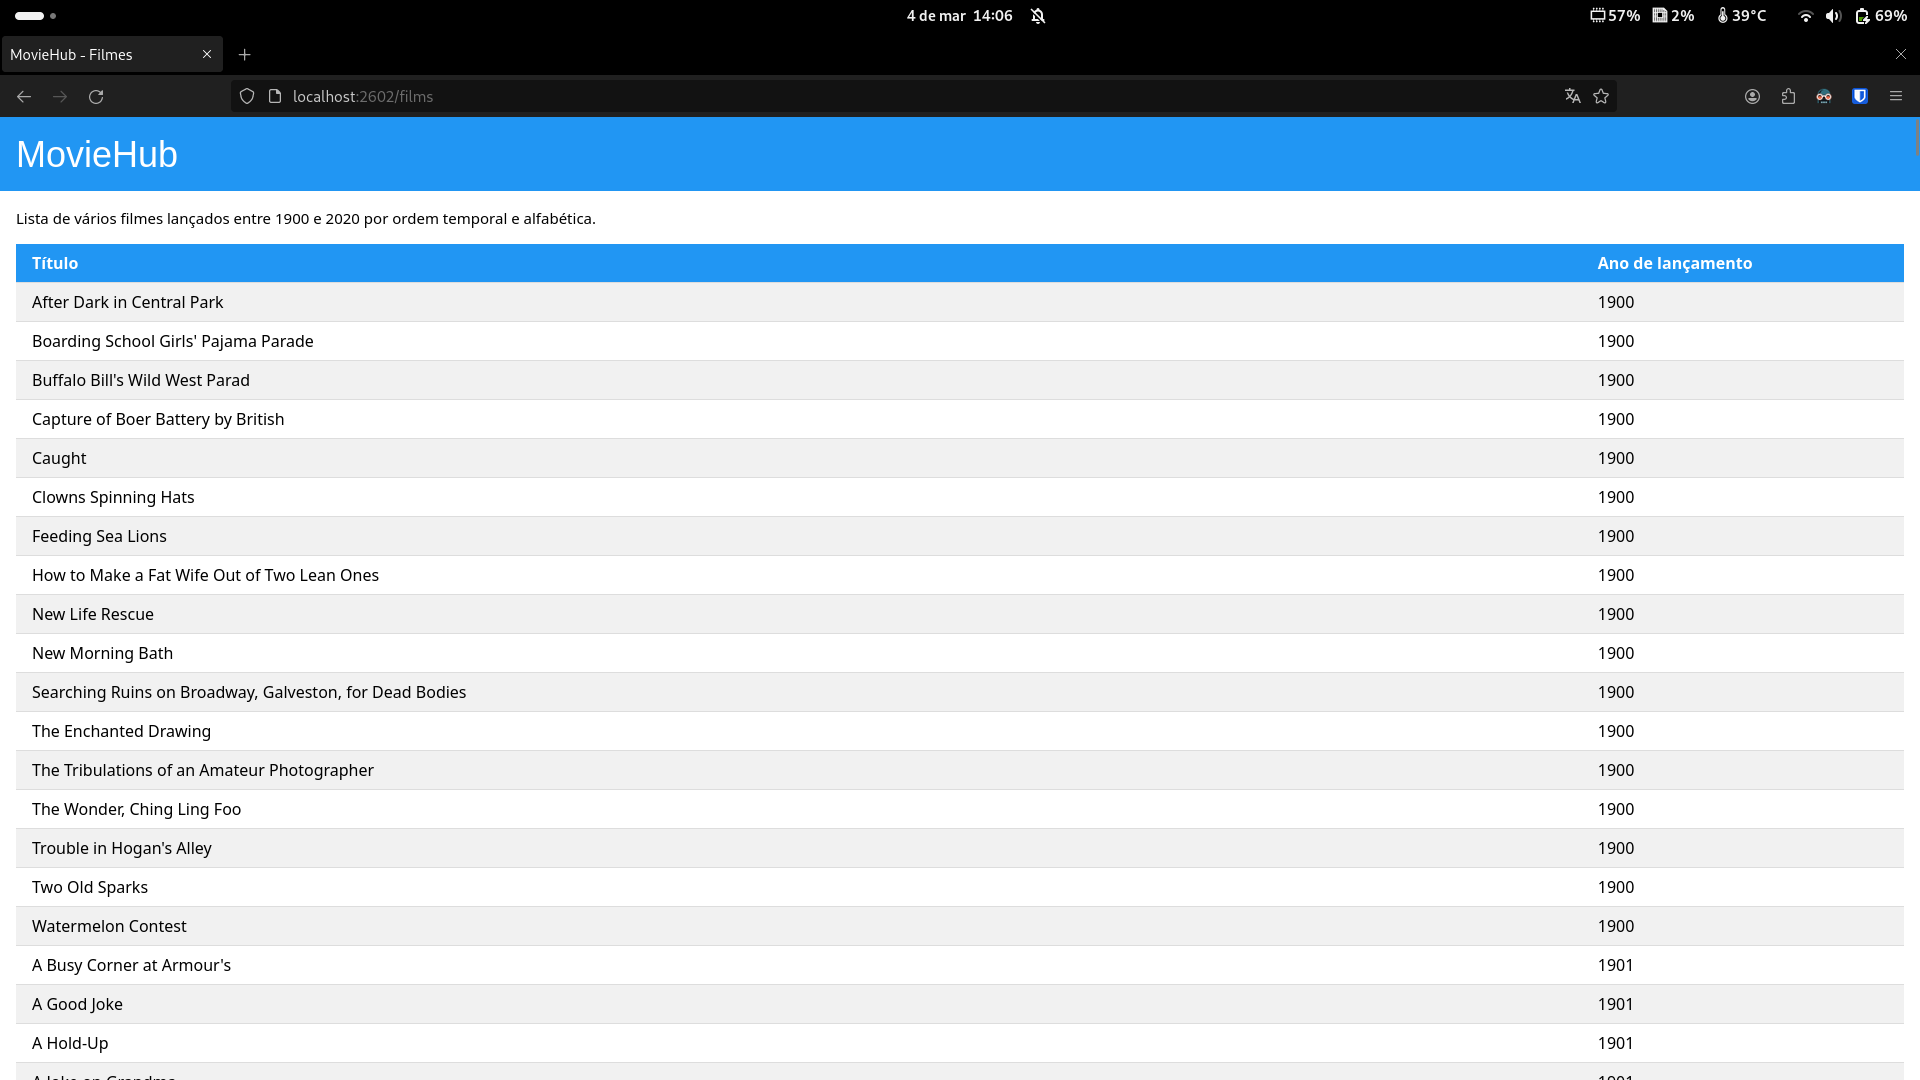 4 de mar 14:06
57% 2% 39°C 69%
MovieHub - Filmes
localhost:2602/films
MovieHub
Lista de vários filmes lançados entre 1900 e 2020 por ordem temporal e alfabética.
Título Ano de lançamento
After Dark in Central Park 1900
Boarding School Girls' Pajama Parade 1900
Buffalo Bill's Wild West Parad 1900
Capture of Boer Battery by British 1900
Caught 1900
Clowns Spinning Hats 1900
Feeding Sea Lions 1900
How to Make a Fat Wife Out of Two Lean Ones 1900
New Life Rescue 1900
New Morning Bath 1900
Searching Ruins on Broadway, Galveston, for Dead Bodies 1900
The Enchanted Drawing 1900
The Tribulations of an Amateur Photographer 1900
The Wonder, Ching Ling Foo 1900
Trouble in Hogan's Alley 1900
Two Old Sparks 1900
Watermelon Contest 1900
A Busy Corner at Armour's 1901
A Good Joke 1901
A Hold-Up 1901
A Joke on Grandma 1901